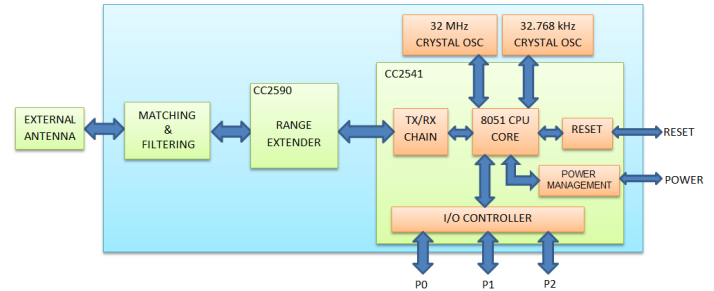 32 MHz
CRYSTAL OSC
32.768 kHz
CRYSTAL OSC
CC2541
CC2590
EXTERNAL
ANTENNA
MATCHING
&
FILTERING
RANGE
EXTENDER
TX/RX
CHAIN
8051 CPU
CORE
RESET
RESET
POWER
MANAGEMENT
POWER
I/O CONTROLLER
P0
P1
P2